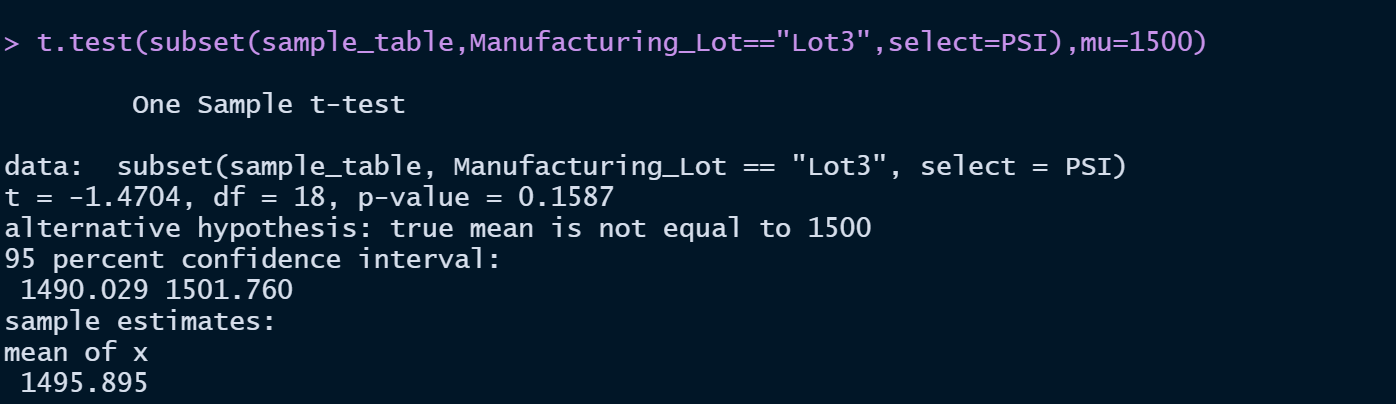 > t.test(subset(sample_table,Manufacturing_Lot=="Lot3",select=PSI),mu=1500)
One Sample t-test
data:  subset(sample_table, Manufacturing_Lot == "Lot3", select = PSI)
t = -1.4704, df = 18, p-value = 0.1587
alternative hypothesis: true mean is not equal to 1500
95 percent confidence interval:
1490.029 1501.760
sample estimates:
mean of x
1495.895